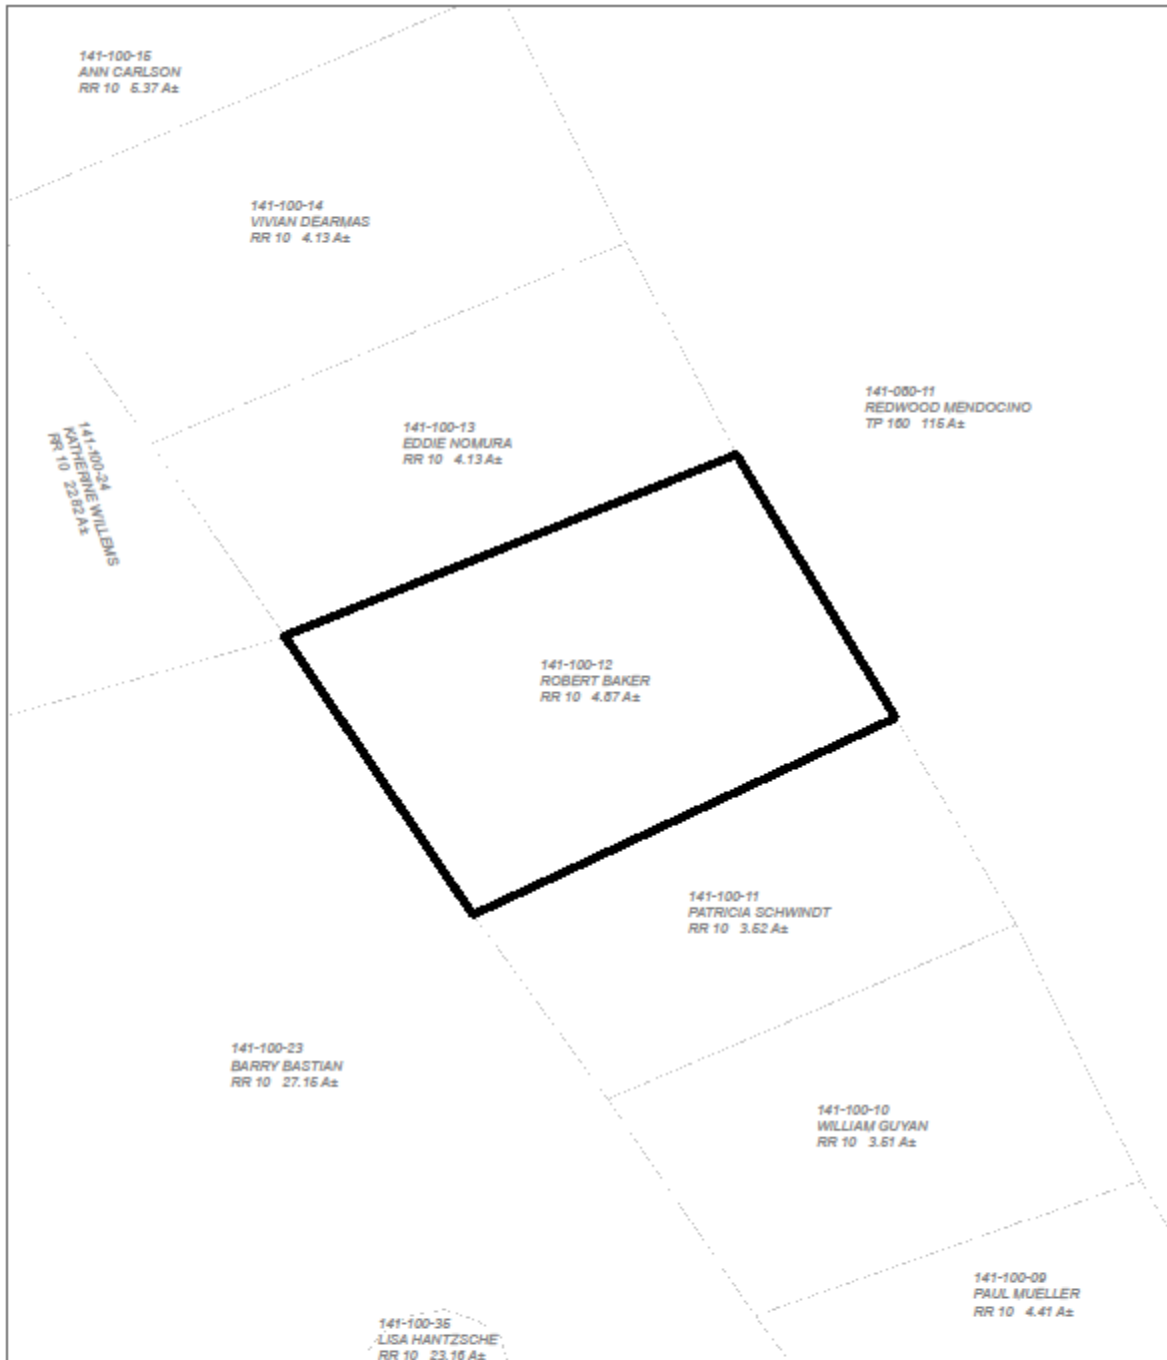 141-100-15
ANN CARLSON
RR 10 5.37 A±
141-100-14
VIVIAN DEARMAS
RR 10 4.13 A±
141-060-11
REDWOOD MENDOCINO
TP 160 115 A±
141-100-13
EDDIE NOMURA
RR 10 4.13 A±
141-100-24
KATHERINE WILLEMS
RR 10 22.82 A±
141-100-12
ROBERT BAKER
RR 10 4.67 A±
141-100-11
PATRICIA SCHWINDT
RR 10 3.52 A±
141-100-23
BARRY BASTIAN
RR 10 27.15 A±
141-100-10
WILLIAM GUYAN
RR 10 3.51 A±
141-100-09
PAUL MUELLER
RR 10 4.41 A±
141-100-35
LISA HANTZSCHE
RR 10 23.16 A±